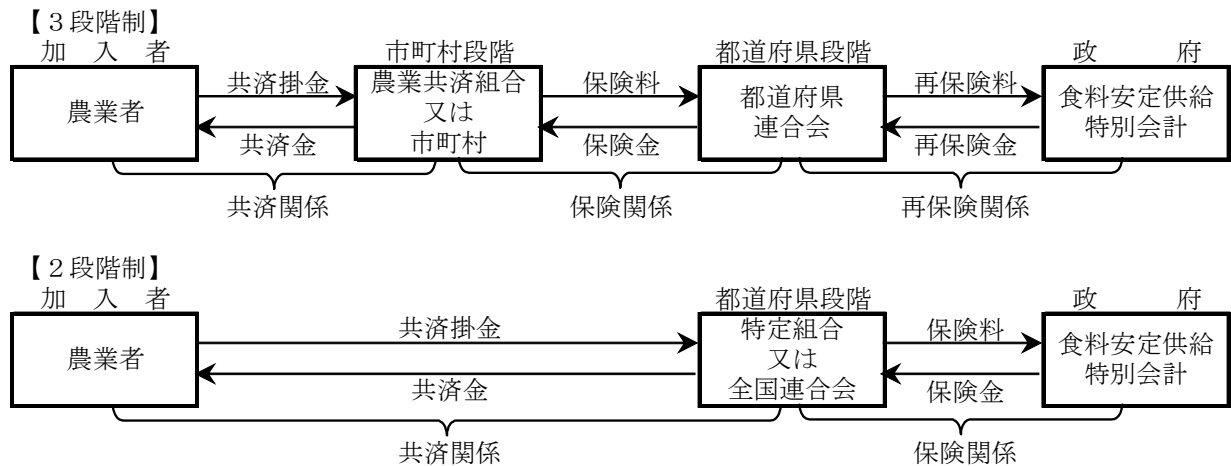 【３段階制】
加　入　者
市町村段階
都道府県段階
政　　　府
農業者
共済掛金
共済金
農業共済組合
又は
市町村
保険料
保険金
都道府県
連合会
再保険料
再保険金
食料安定供給
特別会計
共済関係
保険関係
再保険関係
【２段階制】
加　入　者
都道府県段階
政　　　府
農業者
共済掛金
共済金
特定組合
又は
全国連合会
保険料
保険金
食料安定供給
特別会計
共済関係
保険関係